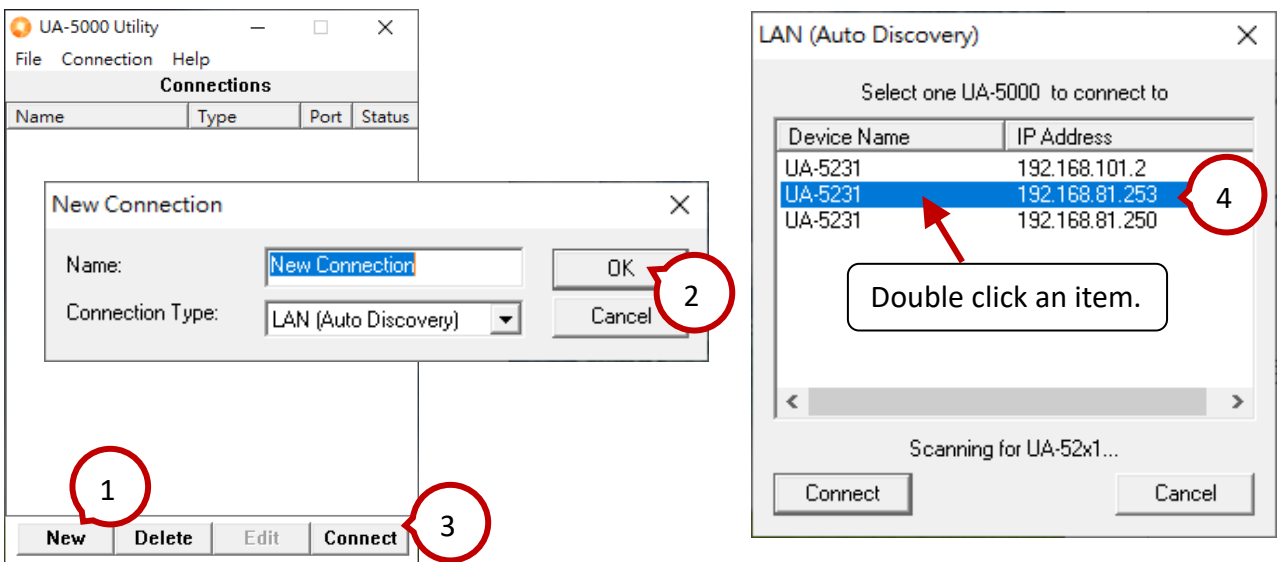 UA-5000 Utility
File Connection Help
Connections
Name Type Port Status
New Connection
Name: New Connection OK
2
Connection Type: LAN (Auto Discovery) Cancel
1
3
New Delete Edit Connect
LAN (Auto Discovery)
Select one UA-5000 to connect to
Device Name IP Address
UA-5231 192.168.101.2
UA-5231 192.168.81.253
4
UA-5231 192.168.81.250
Double click an item.
Scanning for UA-52x1...
Connect Cancel